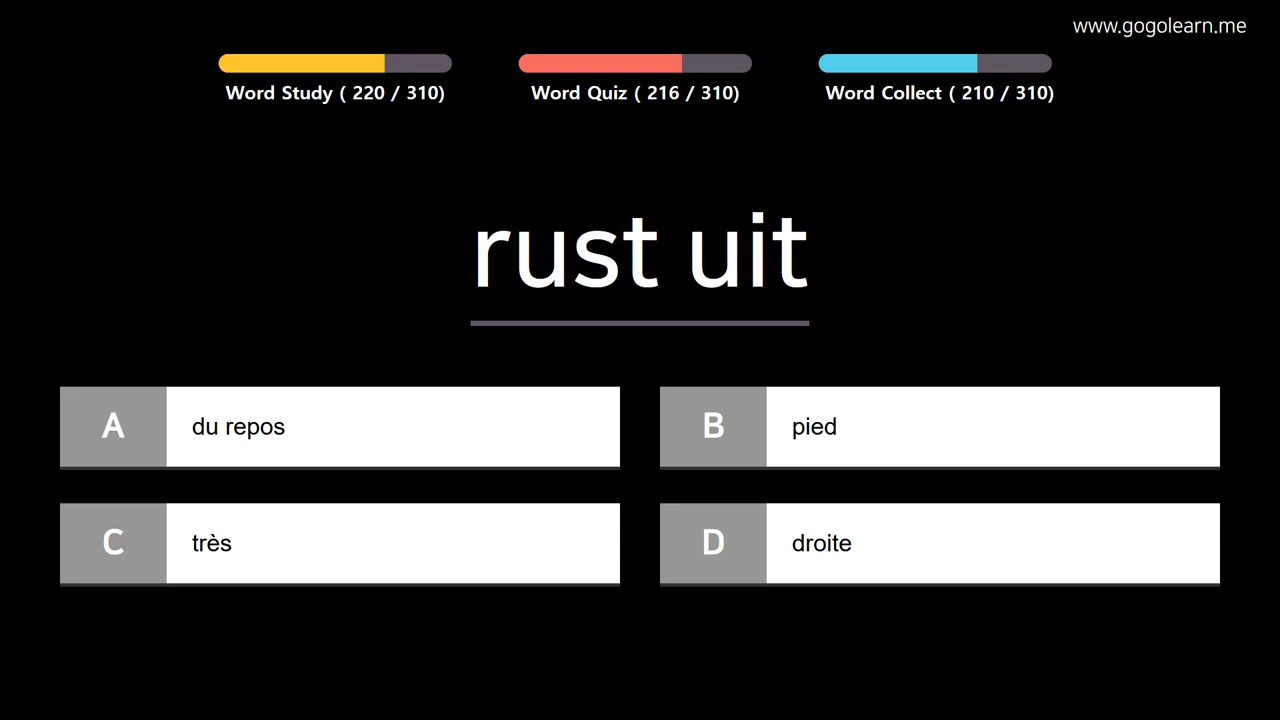 www.gogolearn.me
Word Study ( 220 / 310)
Word Quiz ( 216 / 310)
Word Collect ( 210 / 310)
rust uit
A du repos
B pied
C très
D droite